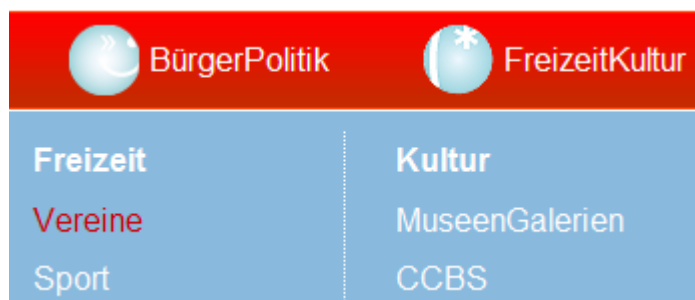 BürgerPolitik FreizeitKultur
Freizeit Kultur
Vereine MuseenGalerien
Sport CCBS